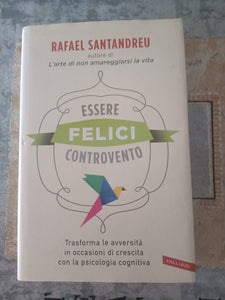 RAFAEL SANTANDREU
autore di
L'arte di non amareggiarsi la vita
ESSERE
FELICI
CONTROVENTO
Trasforma le avversità
in occasioni di crescita
con la psicologia cognitiva
VALLARDI